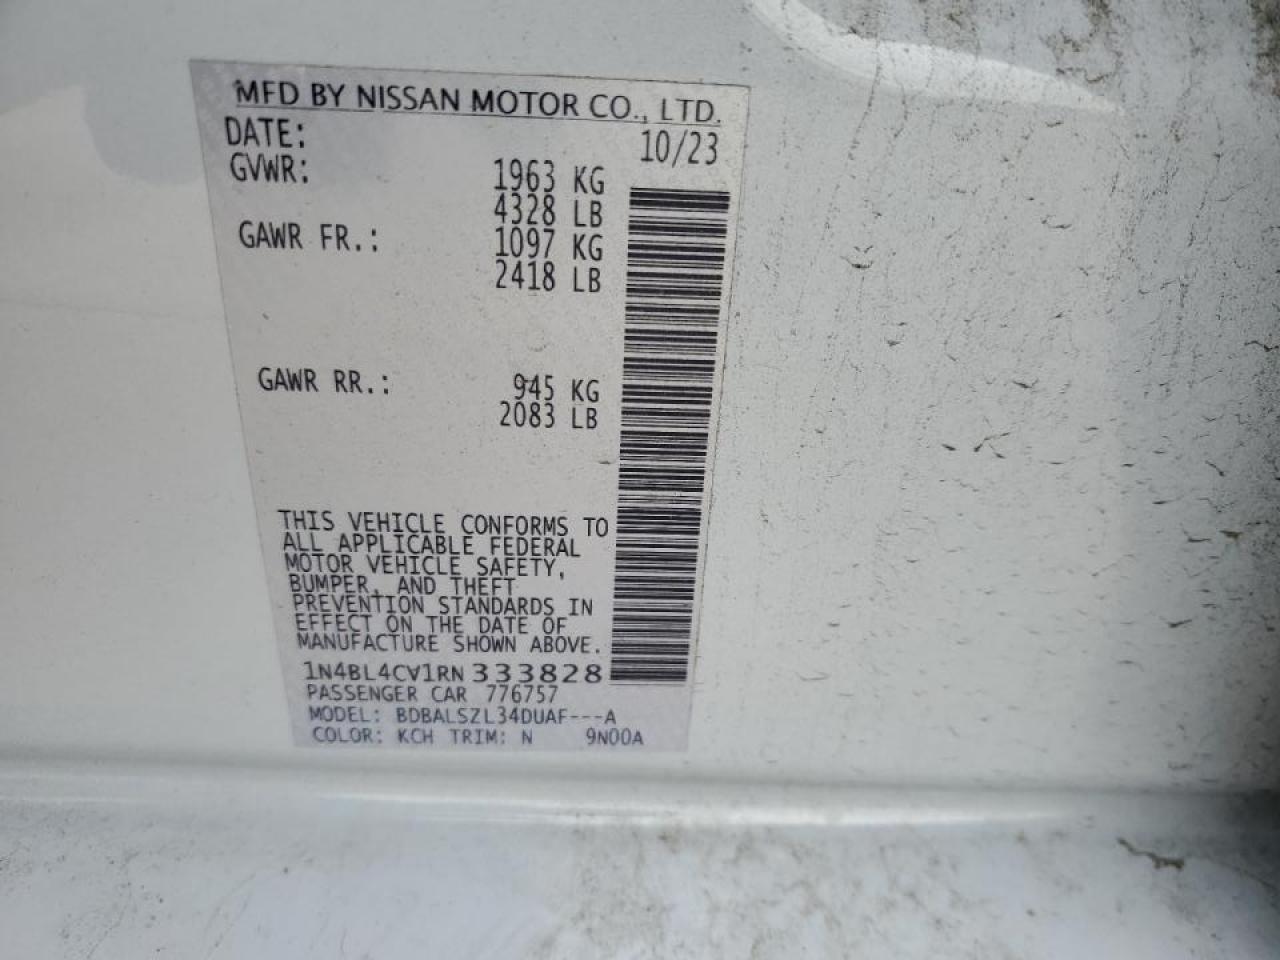 MFD BY NISSAN MOTOR CO., LTD.
DATE: 10/23
GVWR: 1963 KG
4328 LB
GAWR FR.: 1097 KG
2418 LB
GAWR RR.: 945 KG
2083 LB
THIS VEHICLE CONFORMS TO
ALL APPLICABLE FEDERAL
MOTOR VEHICLE SAFETY,
BUMPER, AND THEFT
PREVENTION STANDARDS IN
EFFECT ON THE DATE OF
MANUFACTURE SHOWN ABOVE.
1N4BL4CV1RN333828
PASSENGER CAR 776757
MODEL: BDBALSZL34DUAF---A
COLOR: KCH TRIM: N 9N00A